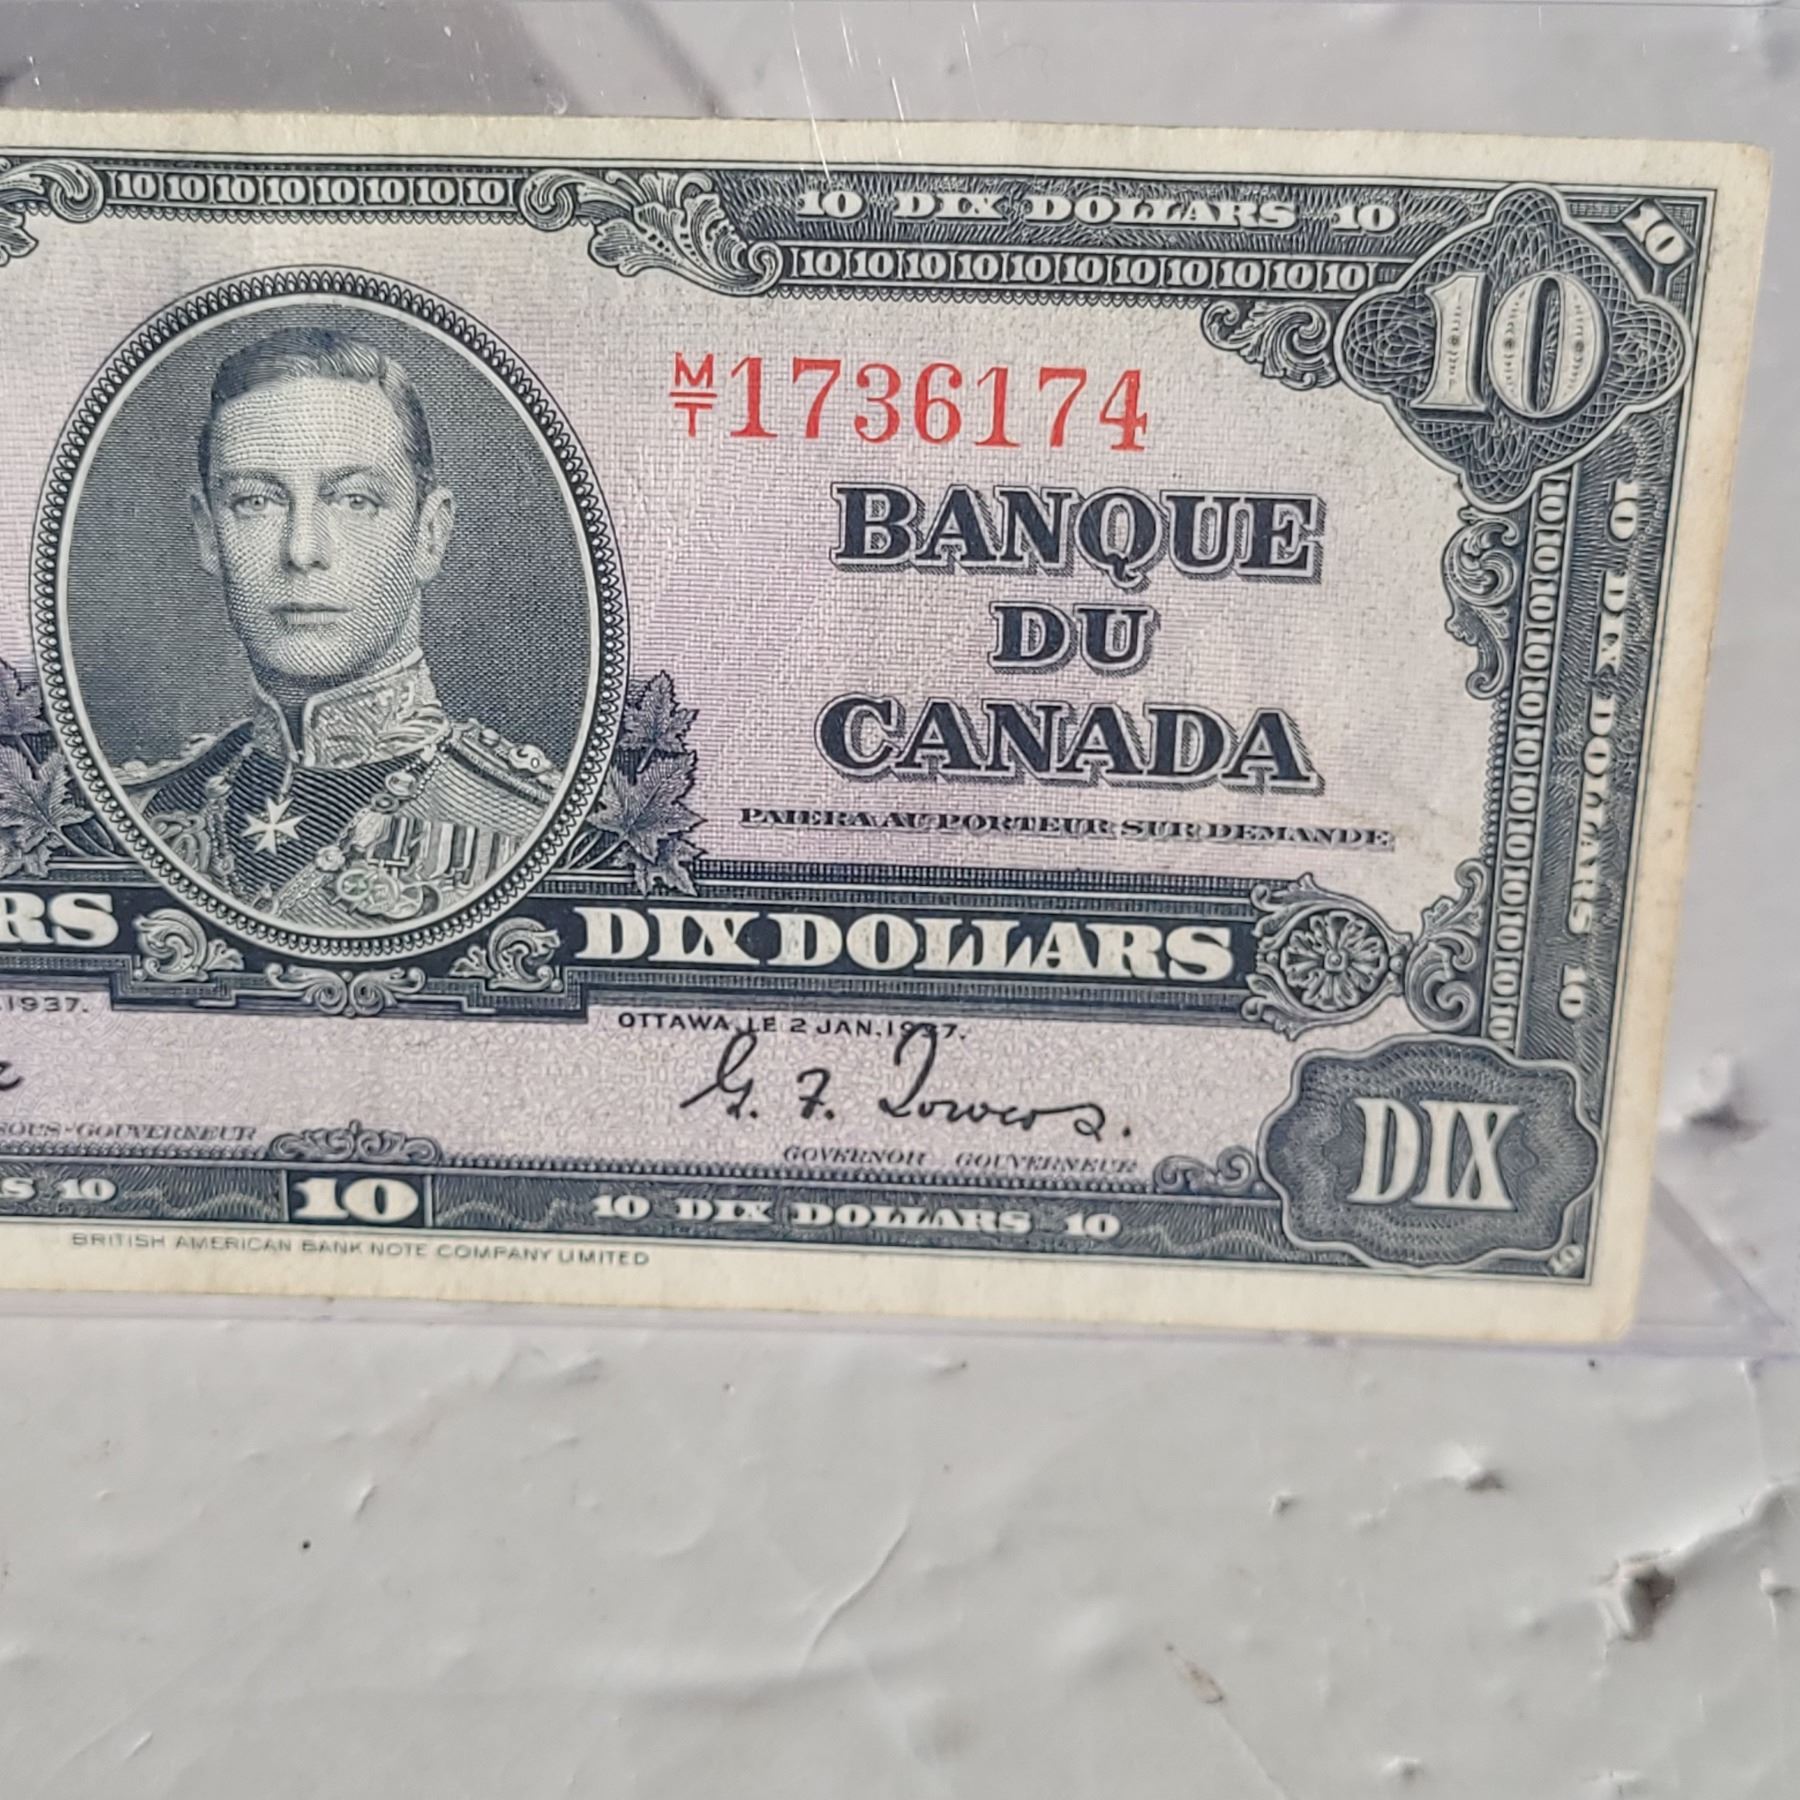 10 10 10 10 10 10 10 10
10 DIX DOLLARS 10
10
10 10 10 10 10 10 10 10 10 10 10
10
M/T 1736174
BANQUE
DU
CANADA
PAIERA AU PORTEUR SUR DEMANDE
10 DIX DOLLARS 10
RS
DIX DOLLARS
.1937.
OTTAWA, LE 2 JAN. 1937.
G. F. Towers.
SOUS-GOUVERNEUR
GOVERNOR GOUVERNEUR
DIX
S 10
10
10 DIX DOLLARS 10
10
BRITISH AMERICAN BANK NOTE COMPANY LIMITED